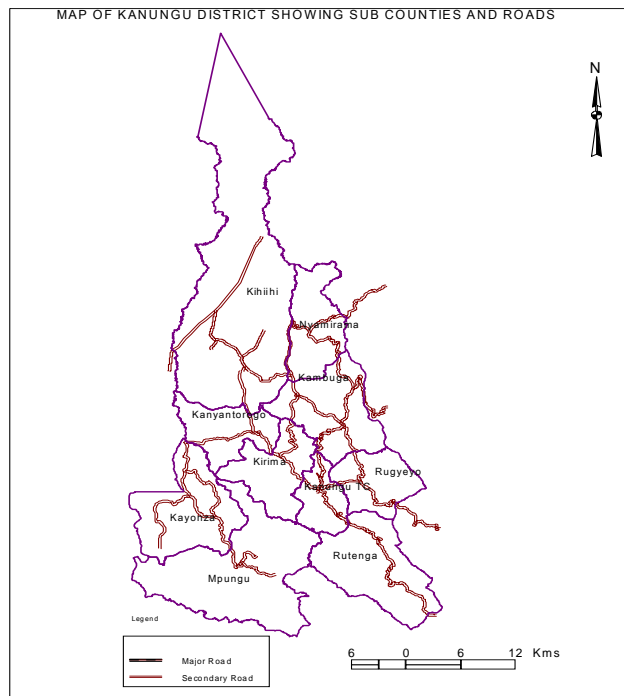 MAP OF KANUNGU DISTRICT SHOWING SUB COUNTIES AND ROADS
N
Kihiihi
Nyamirama
Kambuga
Kanyantorogo
Kirima
Rugyeyo
Kanungu TC
Kayonza
Rutenga
Mpungu
Legend
Major Road
Secondary Road
6 0 6 12 Kms